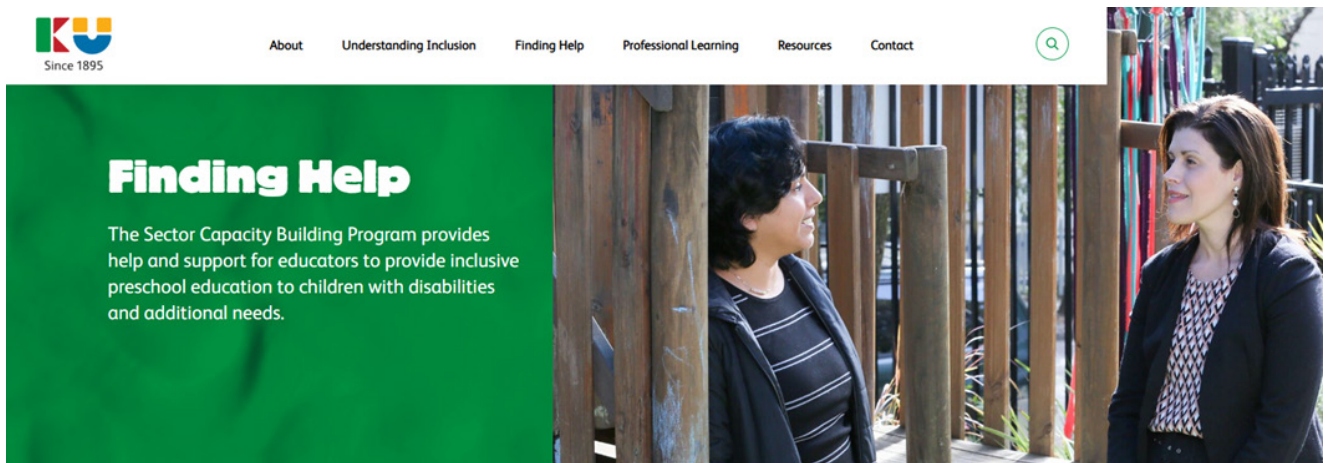 KU
Since 1895
About Understanding Inclusion Finding Help Professional Learning Resources Contact
Finding Help
The Sector Capacity Building Program provides
help and support for educators to provide inclusive
preschool education to children with disabilities
and additional needs.